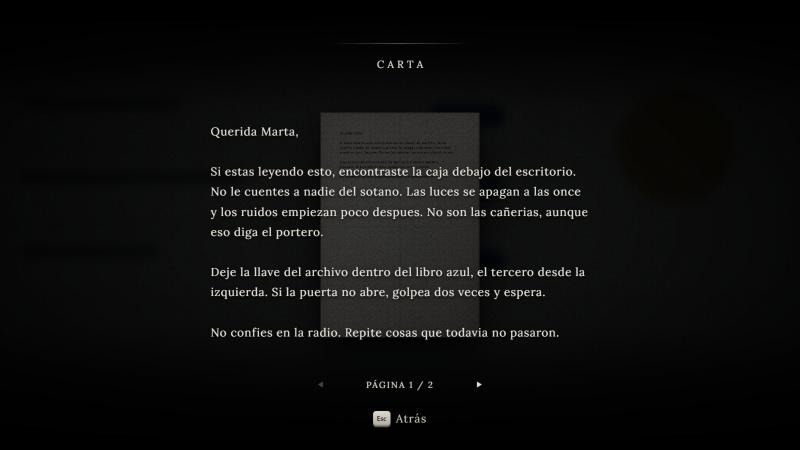 CARTA
Querida Marta,
Si estas leyendo esto, encontraste la caja debajo del escritorio.
No le cuentes a nadie del sotano. Las luces se apagan a las once
y los ruidos empiezan poco despues. No son las cañerias, aunque
eso diga el portero.
Deje la llave del archivo dentro del libro azul, el tercero desde la
izquierda. Si la puerta no abre, golpea dos veces y espera.
No confies en la radio. Repite cosas que todavia no pasaron.
PÁGINA 1 / 2
Esc Atrás